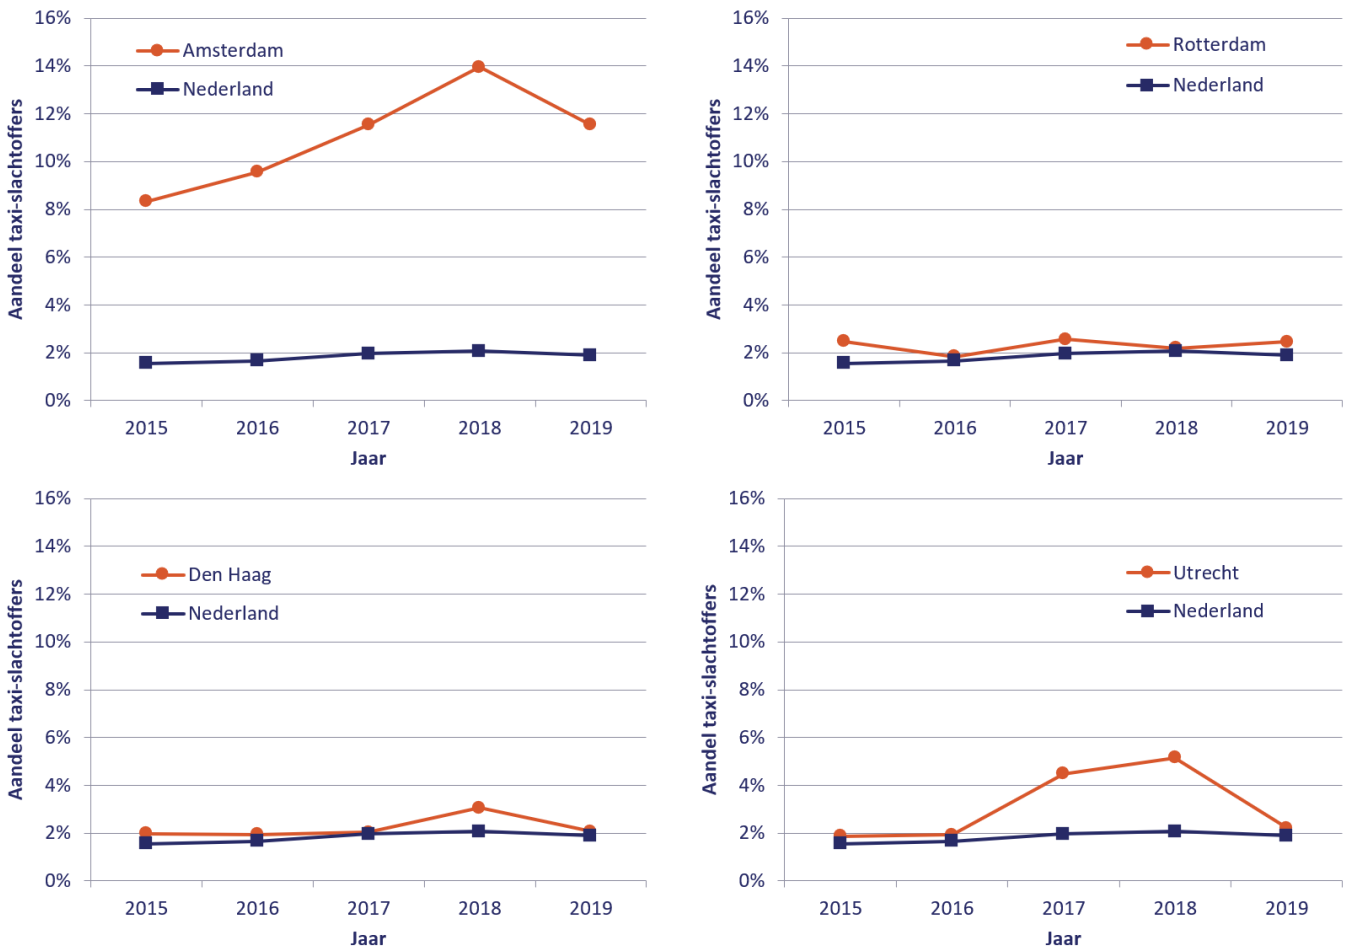 Aandeel taxi-slachtoffers
16%
14%
12%
10%
8%
6%
4%
2%
0%
Amsterdam
Nederland
2015 2016 2017 2018 2019
Jaar
Aandeel taxi-slachtoffers
16%
14%
12%
10%
8%
6%
4%
2%
0%
Rotterdam
Nederland
2015 2016 2017 2018 2019
Jaar
Aandeel taxi-slachtoffers
16%
14%
12%
10%
8%
6%
4%
2%
0%
Den Haag
Nederland
2015 2016 2017 2018 2019
Jaar
Aandel taxi-slachtoffers
16%
14%
12%
10%
8%
6%
4%
2%
0%
Utrecht
Nederland
2015 2016 2017 2018 2019
Jaar